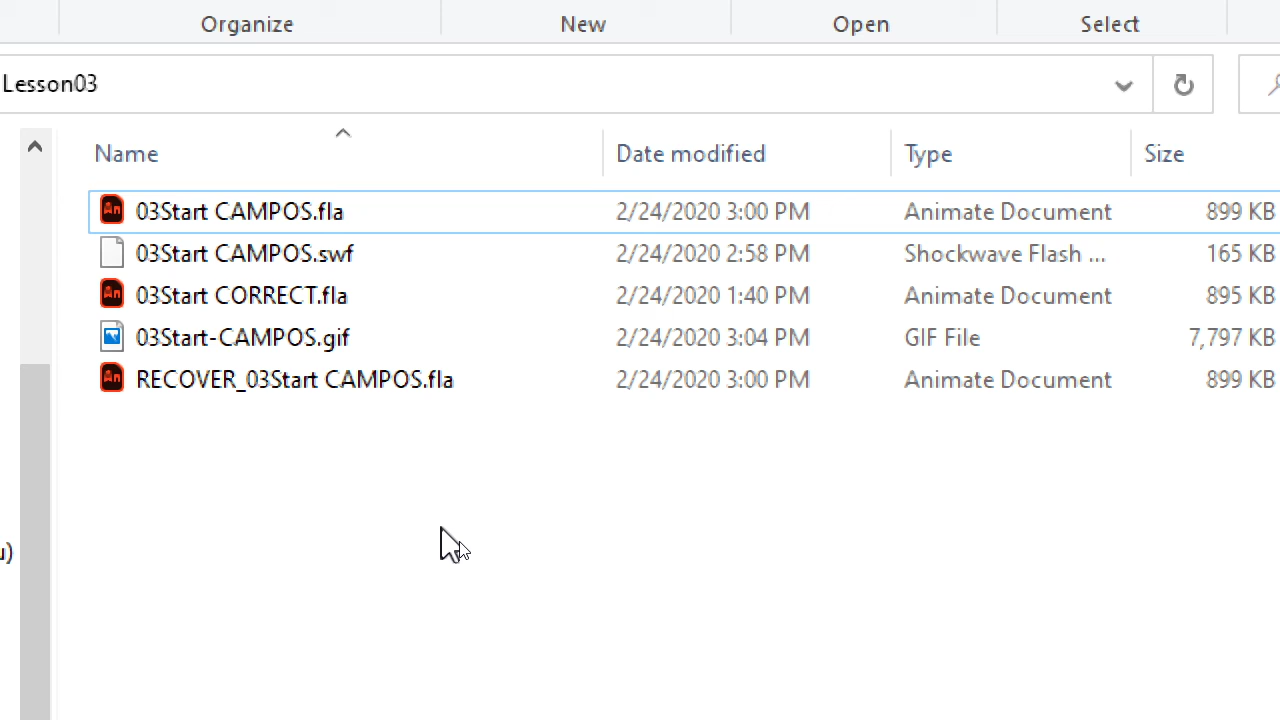 Organize New Open Select
Lesson03
Name Date modified Type Size
03Start CAMPOS.fla 2/24/2020 3:00 PM Animate Document 899 KB
03Start CAMPOS.swf 2/24/2020 2:58 PM Shockwave Flash ... 165 KB
03Start CORRECT.fla 2/24/2020 1:40 PM Animate Document 895 KB
03Start-CAMPOS.gif 2/24/2020 3:04 PM GIF File 7,797 KB
RECOVER_03Start CAMPOS.fla 2/24/2020 3:00 PM Animate Document 899 KB